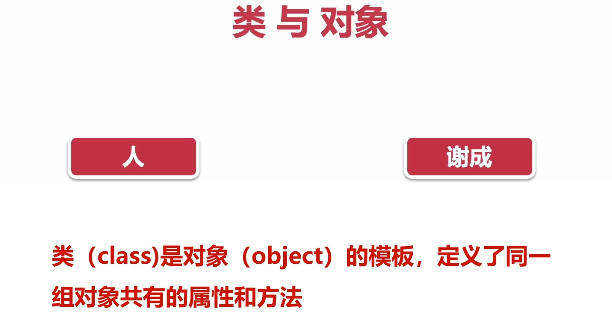 类 与 对象
人
谢成
类（class)是对象（object）的模板，定义了同一
组对象共有的属性和方法